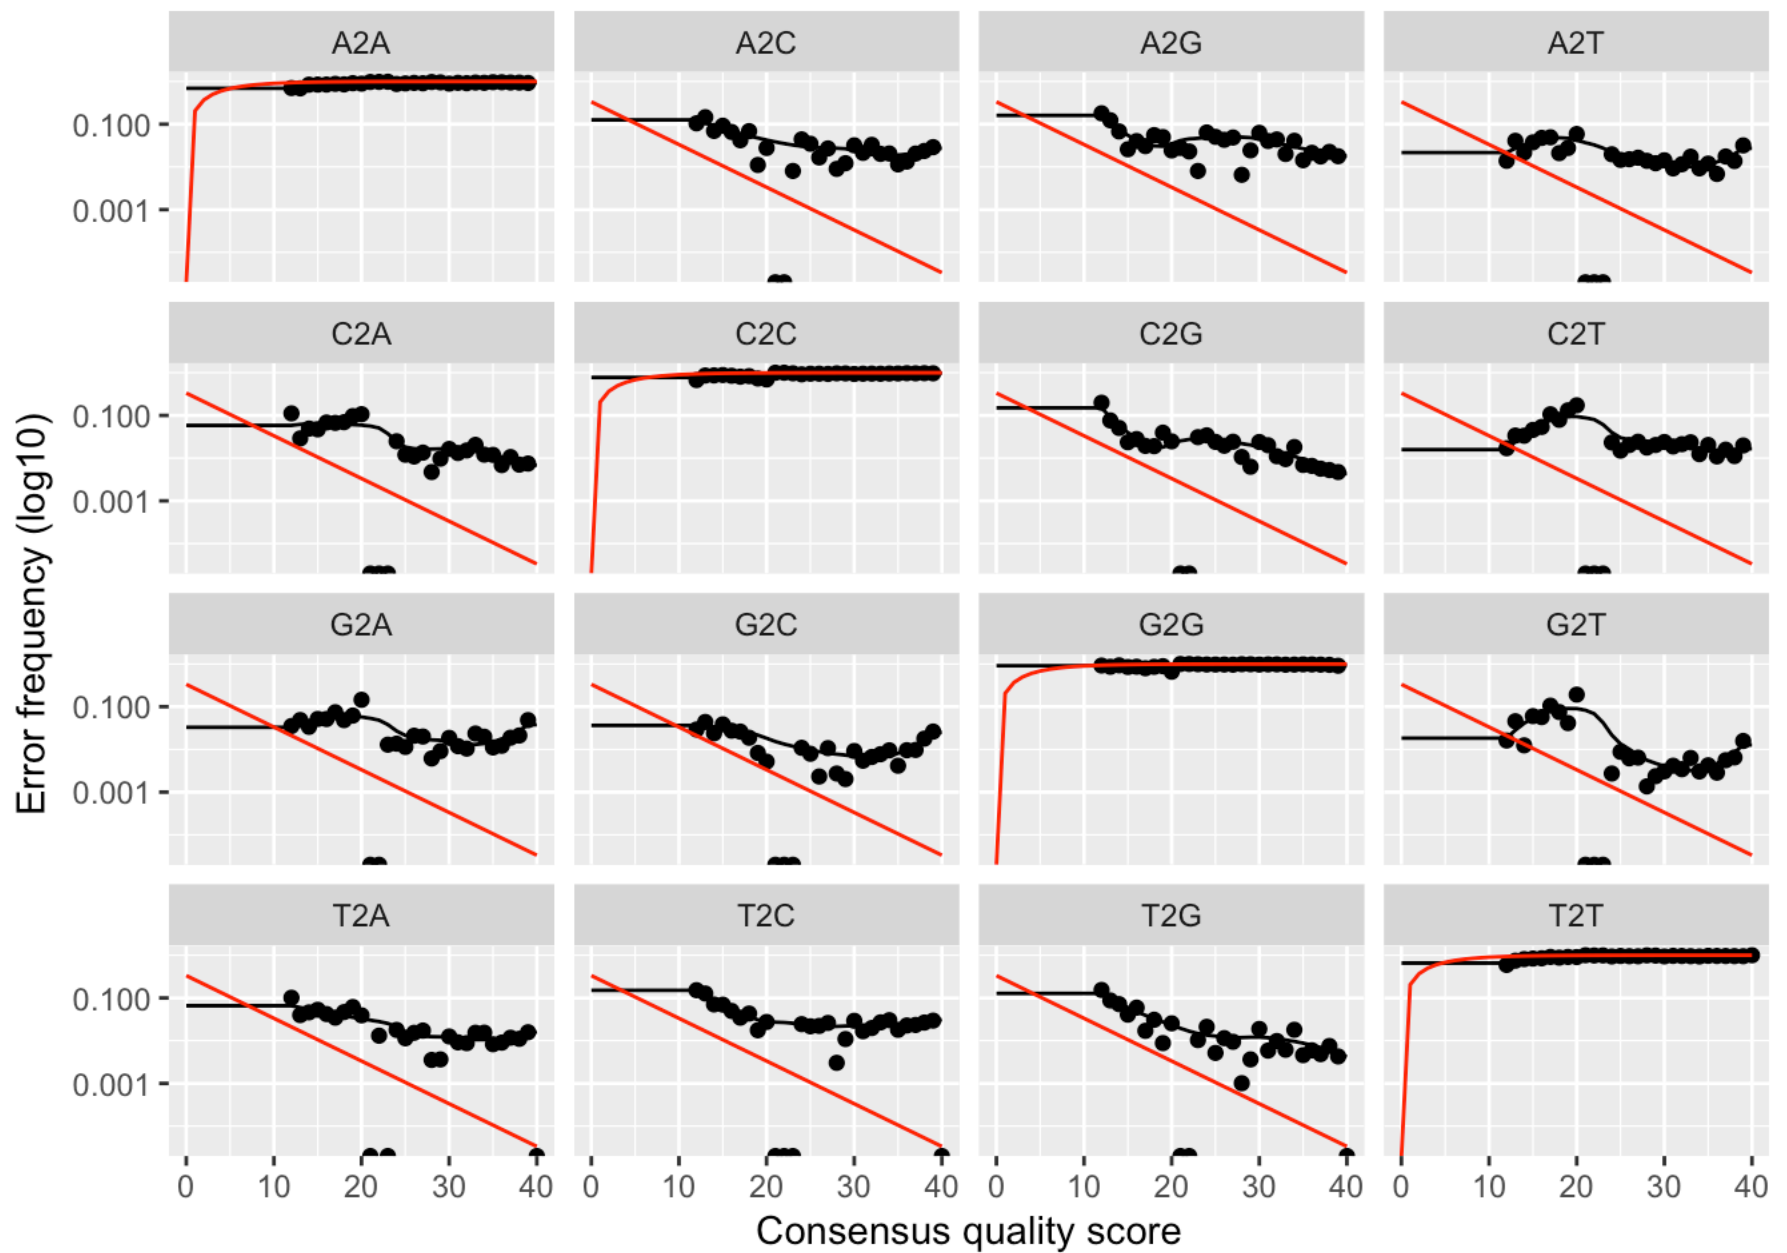 A2A A2C A2G A2T
0.100
0.001
C2A C2C C2G C2T
0.100
0.001
G2A G2C G2G G2T
0.100
0.001
T2A T2C T2G T2T
0.100
0.001
0 10 20 30 40 0 10 20 30 40 0 10 20 30 40 0 10 20 30 40
Consensus quality score
Error frequency (log10)